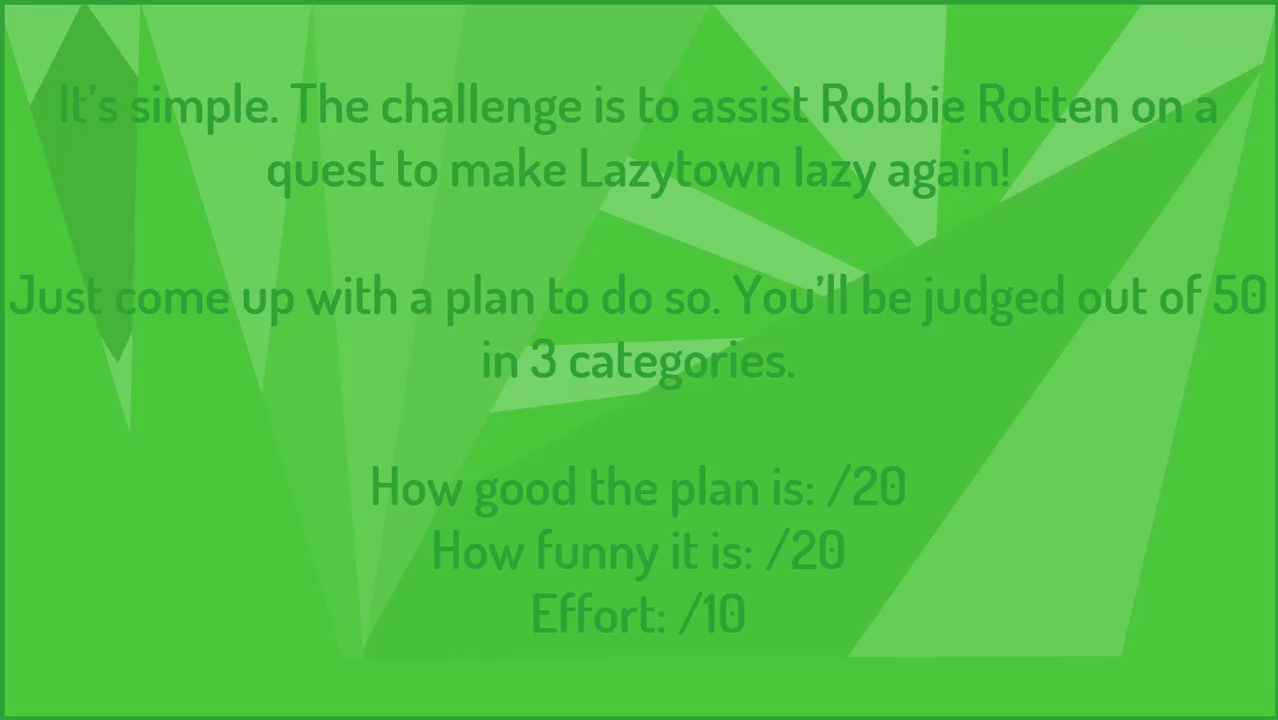 It’s simple. The challenge is to assist Robbie Rotten on a
quest to make Lazytown lazy again!
Just come up with a plan to do so. You’ll be judged out of 50
in 3 categories.
How good the plan is: /20
How funny it is: /20
Effort: /10